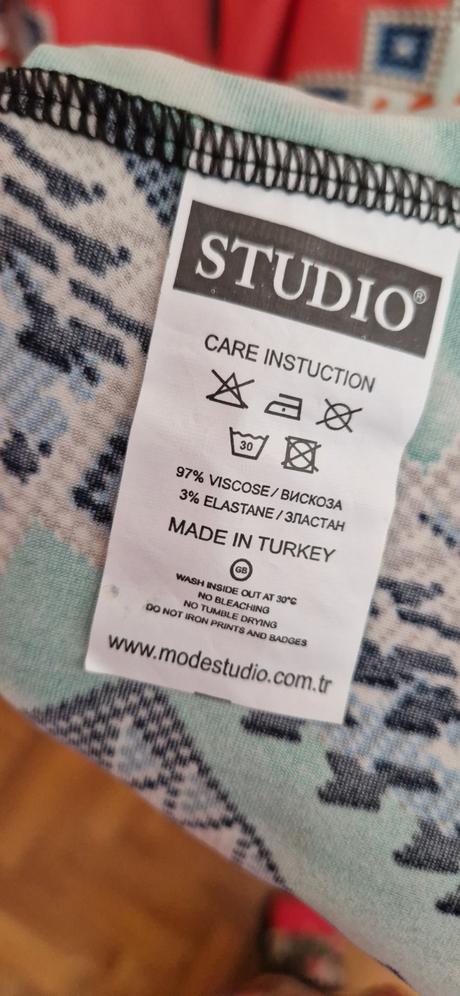 STUDIO®
CARE INSTUCTION
30
97% VISCOSE / ВИСКОЗА
3% ELASTANE / ЗЛАСТАН
MADE IN TURKEY
GB
WASH INSIDE OUT AT 30°C
NO BLEACHING
NO TUMBLE DRYING
DO NOT IRON PRINTS AND BADGES
www.modestudio.com.tr